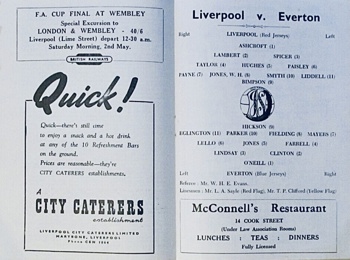 F.A. CUP FINAL AT WEMBLEY
Special Excursion to
LONDON & WEMBLEY - 40/6
Liverpool (Lime Street) depart 12-30 a.m.
Saturday Morning, 2nd May.
BRITISH RAILWAYS
Quick!
Quick—there's still time
to enjoy a snack and a hot drink
at any of the 10 Refreshment Bars
on the ground.
Prices are reasonable—they're
CITY CATERERS establishments.
A
CITY CATERERS
establishment
LIVERPOOL CITY CATERERS LIMITED
HARTBONE, LIVERPOOL
Liverpool v. Everton
Right LIVERPOOL (Red Jerseys) Left
ASHCROFT (1)
LAMBERT (2) SPICER (3)
TAYLOR (4) HUGHES (5) PAISLEY (6)
PAYNE (7) JONES, W.H. (8) SMITH (10) LIDDELL (11)
BIMPSON (9)
HICKSON (9)
EGLINGTON (11) PARKER (10) FIELDING (8) MAYERS (7)
LELLO (6) JONES (5) FARRELL (4)
LINDSAY (3) CLINTON (2)
O'NEILL (1)
Left EVERTON (Blue Jerseys) Right
Referee: Mr. W. H. E. Evans.
Linesmen: Mr. L. A. Sayle (Red Flag), Mr. T. P. Clifford (Yellow Flag)
McConnell's Restaurant
14 COOK STREET
(Under Law Association Rooms)
LUNCHES : TEAS : DINNERS
Fully Licensed